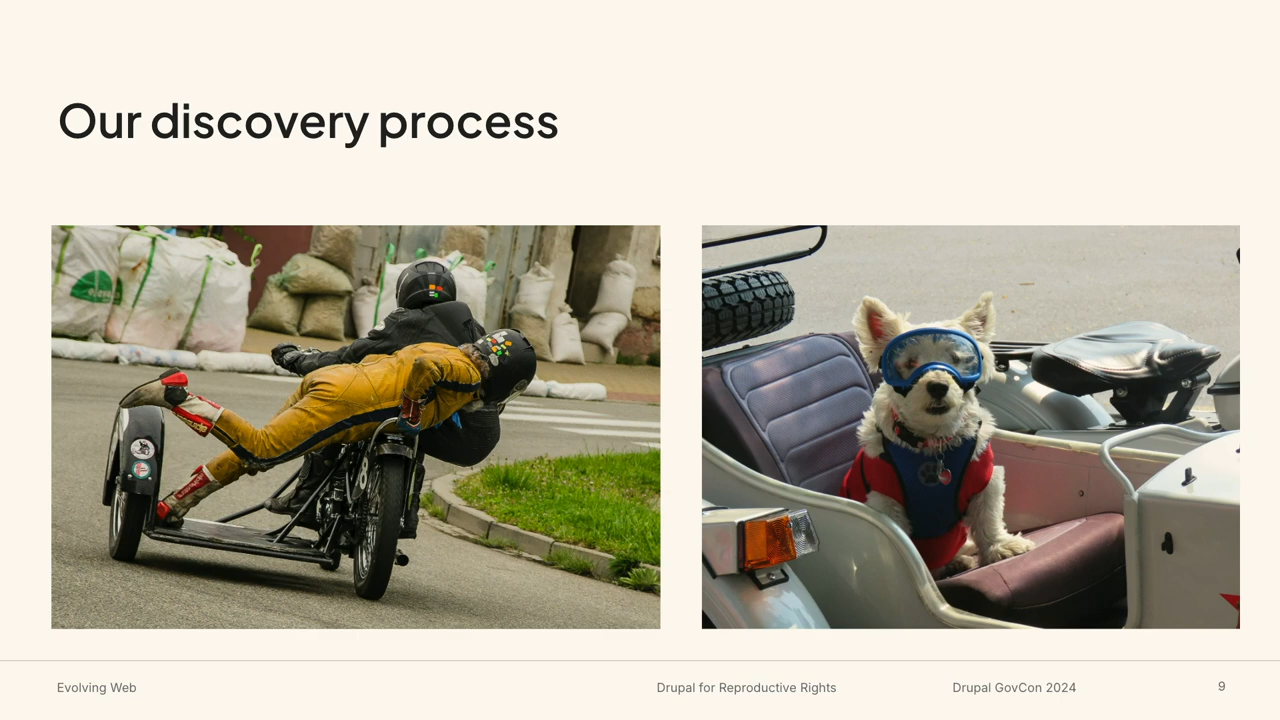 Our discovery process
Evolving Web
Drupal for Reproductive Rights
Drupal GovCon 2024
9